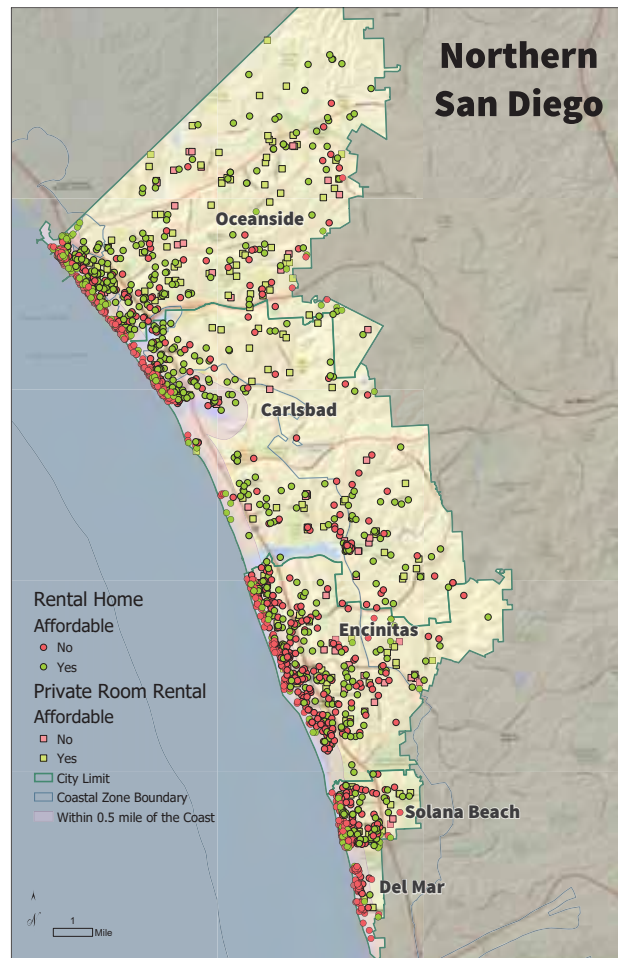 Northern
San Diego
Oceanside
Carlsbad
Encinitas
Solana Beach
Del Mar
Rental Home
Affordable
No
Yes
Private Room Rental
Affordable
No
Yes
City Limit
Coastal Zone Boundary
Within 0.5 mile of the Coast
N
1
Mile